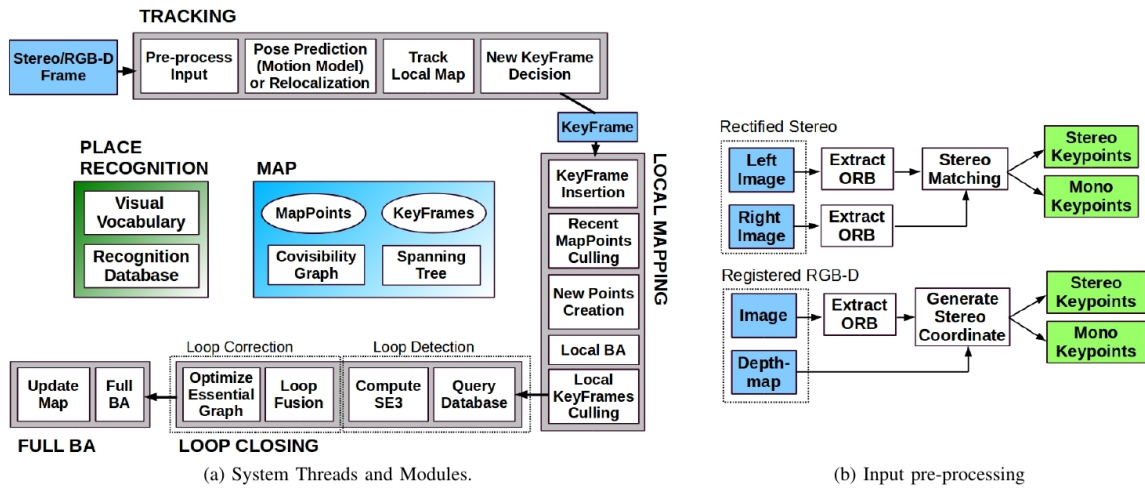 TRACKING
Stereo/RGB-D
Frame
Pre-process
Input
Pose Prediction
(Motion Model)
or Relocalization
Track
Local Map
New KeyFrame
Decision
KeyFrame
PLACE
RECOGNITION
Visual
Vocabulary
Recognition
Database
MAP
MapPoints
KeyFrames
Covisibility
Graph
Spanning
Tree
LOCAL MAPPING
KeyFrame
Insertion
Recent
MapPoints
Culling
New Points
Creation
Local BA
Local
KeyFrames
Culling
Loop Correction
Loop Detection
Optimize
Essential
Graph
Loop
Fusion
Compute
SE3
Query
Database
Update
Map
Full
BA
FULL BA
LOOP CLOSING
(a) System Threads and Modules.
Rectified Stereo
Left
Image
Extract
ORB
Stereo
Matching
Stereo
Keypoints
Mono
Keypoints
Right
Image
Extract
ORB
Registered RGB-D
Image
Extract
ORB
Generate
Stereo
Coordinate
Stereo
Keypoints
Mono
Keypoints
Depth-
map
(b) Input pre-processing